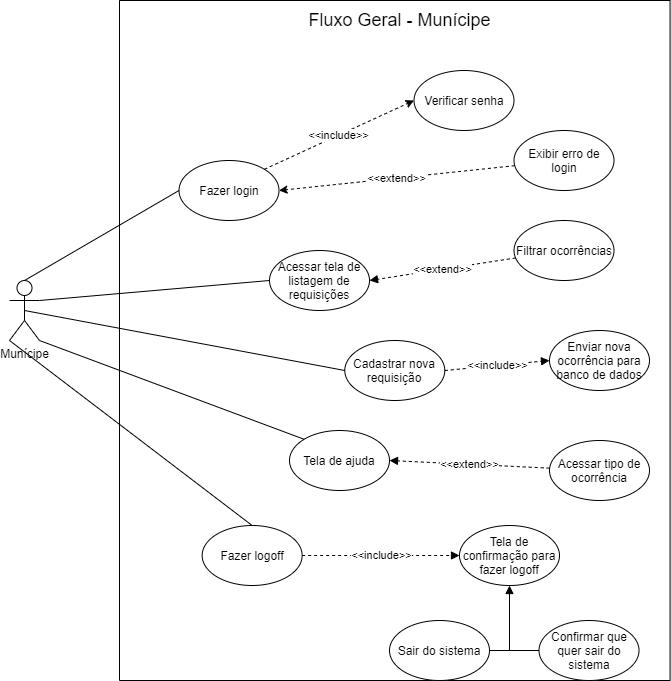 Fluxo Geral - Munícipe
Verificar senha
<<include>>
Exibir erro de
login
<<extend>>
Fazer login
Filtrar ocorrências
Acessar tela de
listagem de
requisições
<<extend>>
Munícipe
Cadastrar nova
requisição
<<include>>
Enviar nova
ocorrência para
banco de dados
Tela de ajuda
<<extend>>
Acessar tipo de
ocorrência
Fazer logoff
<<include>>
Tela de
confirmação para
fazer logoff
Sair do sistema
Confirmar que
quer sair do
sistema